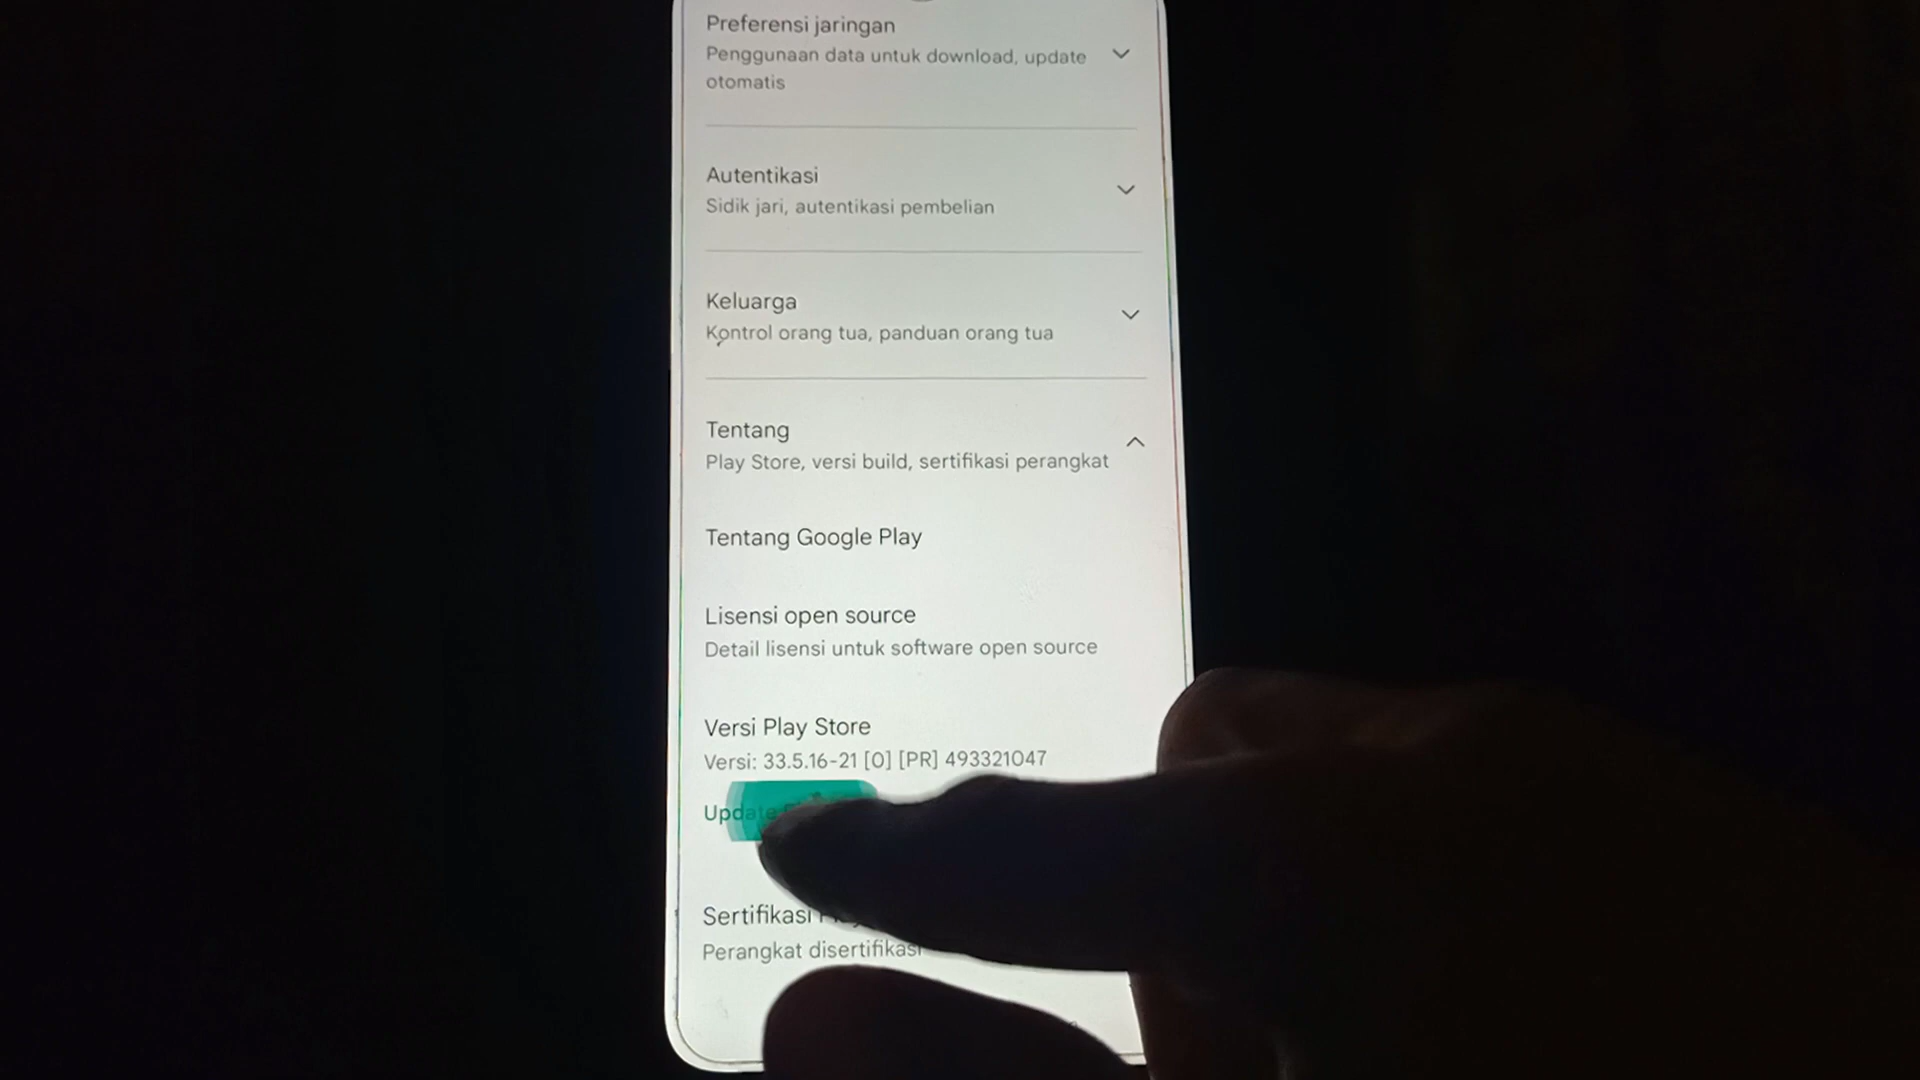 Preferensi jaringan
Penggunaan data untuk download, update
otomatis
Autentikasi
Sidik jari, autentikasi pembelian
Keluarga
Kontrol orang tua, panduan orang tua
Tentang
Play Store, versi build, sertifikasi perangkat
Tentang Google Play
Lisensi open source
Detail lisensi untuk software open source
Versi Play Store
Versi: 33.5.16-21 [0] [PR] 493321047
Update
Sertifikasi
Perangkat disertifikasi